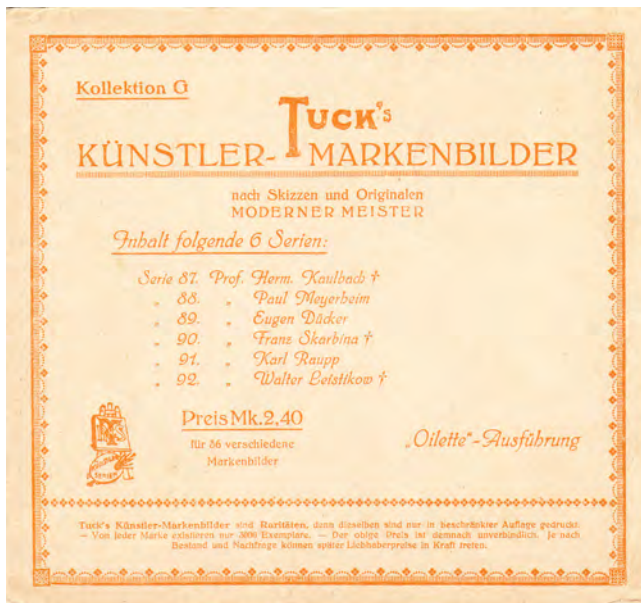 Kollektion G
TUCK's
KÜNSTLER-MARKENBILDER
nach Skizzen und Originalen
MODERNER MEISTER
Inhalt folgende 6 Serien:
Serie 87. Prof. Herm. Kaulbach †
„ 88. „ Paul Meyerheim
„ 89. „ Eugen Dücker
„ 90. „ Franz Skarbina †
„ 91. „ Karl Raupp
„ 92. „ Walter Leistikow †
Preis Mk. 2,40
für 36 verschiedene
Markenbilder
„Oilette"-Ausführung
Tuck's Künstler-Markenbilder sind Raritäten, denn dieselben sind nur in beschränkter Auflage gedruckt.
— Von jeder Marke existieren nur 3000 Exemplare. — Der obige Preis ist demnach unverbindlich. Je nach
Bestand und Nachfrage können später Liebhaberpreise in Kraft treten.